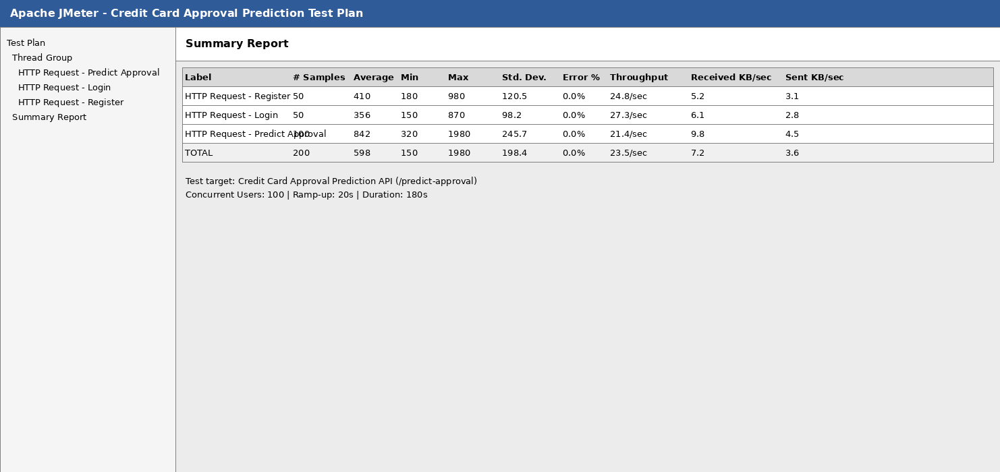 Apache JMeter - Credit Card Approval Prediction Test Plan
Test Plan
Thread Group
HTTP Request - Predict Approval
HTTP Request - Login
HTTP Request - Register
Summary Report
Summary Report
Label # Samples Average Min Max Std. Dev. Error % Throughput Received KB/sec Sent KB/sec
HTTP Request - Register 50 410 180 980 120.5 0.0% 24.8/sec 5.2 3.1
HTTP Request - Login 50 356 150 870 98.2 0.0% 27.3/sec 6.1 2.8
HTTP Request - Predict Approval 100 842 320 1980 245.7 0.0% 21.4/sec 9.8 4.5
TOTAL 200 598 150 1980 198.4 0.0% 23.5/sec 7.2 3.6
Test target: Credit Card Approval Prediction API (/predict-approval)
Concurrent Users: 100 | Ramp-up: 20s | Duration: 180s